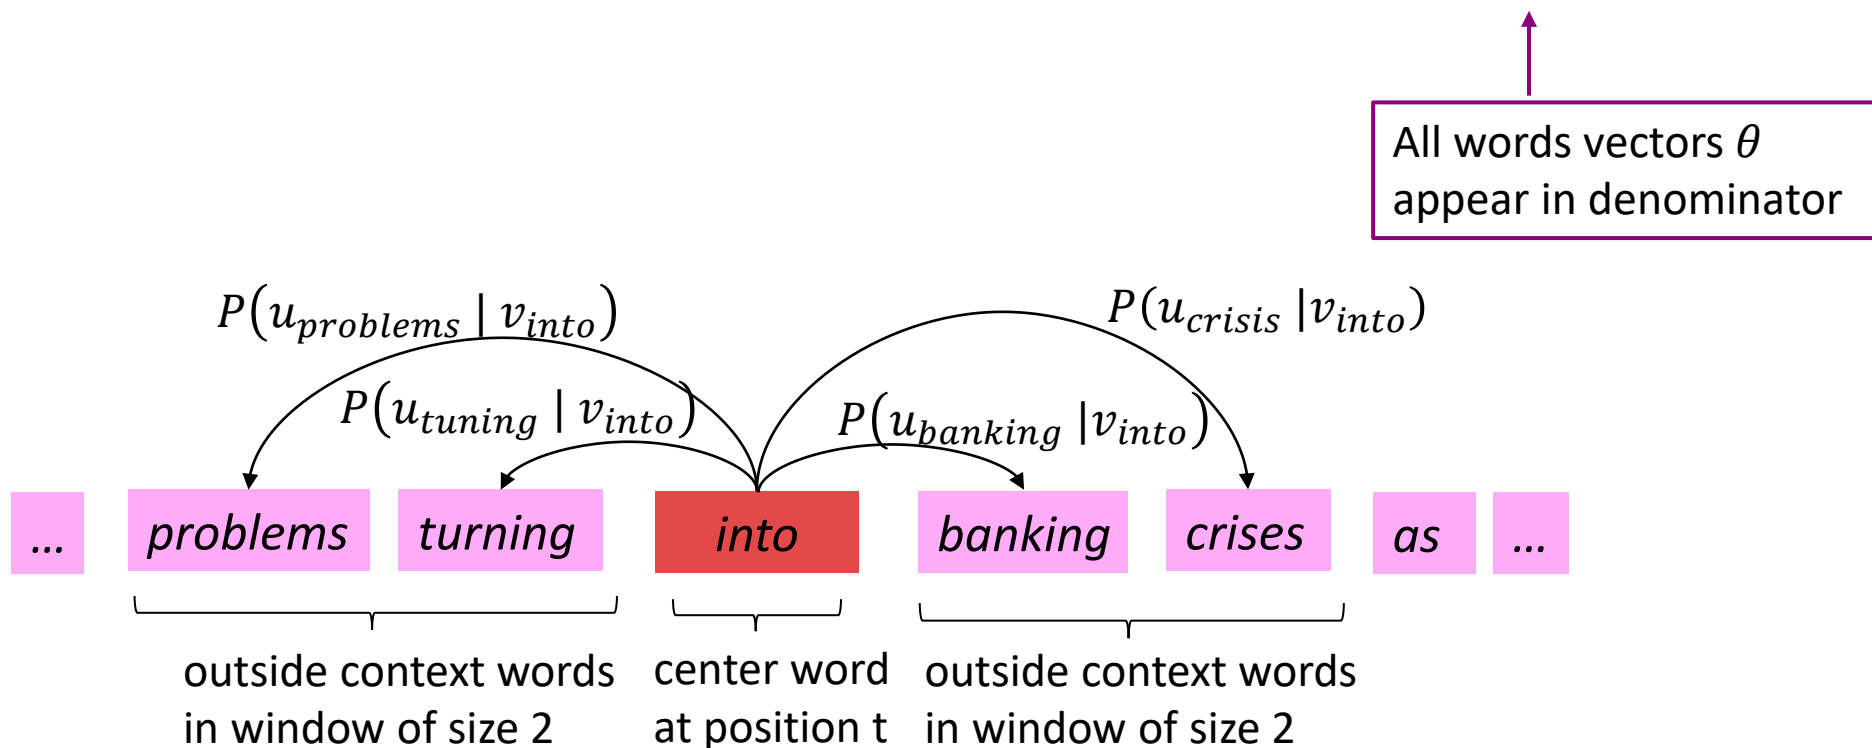 All words vectors θ
appear in denominator
P(u_problems | v_into)
P(u_crisis |v_into)
P(u_tuning | v_into)
P(u_banking |v_into)
... problems turning into banking crises as ...
outside context words
in window of size 2
center word
at position t
outside context words
in window of size 2